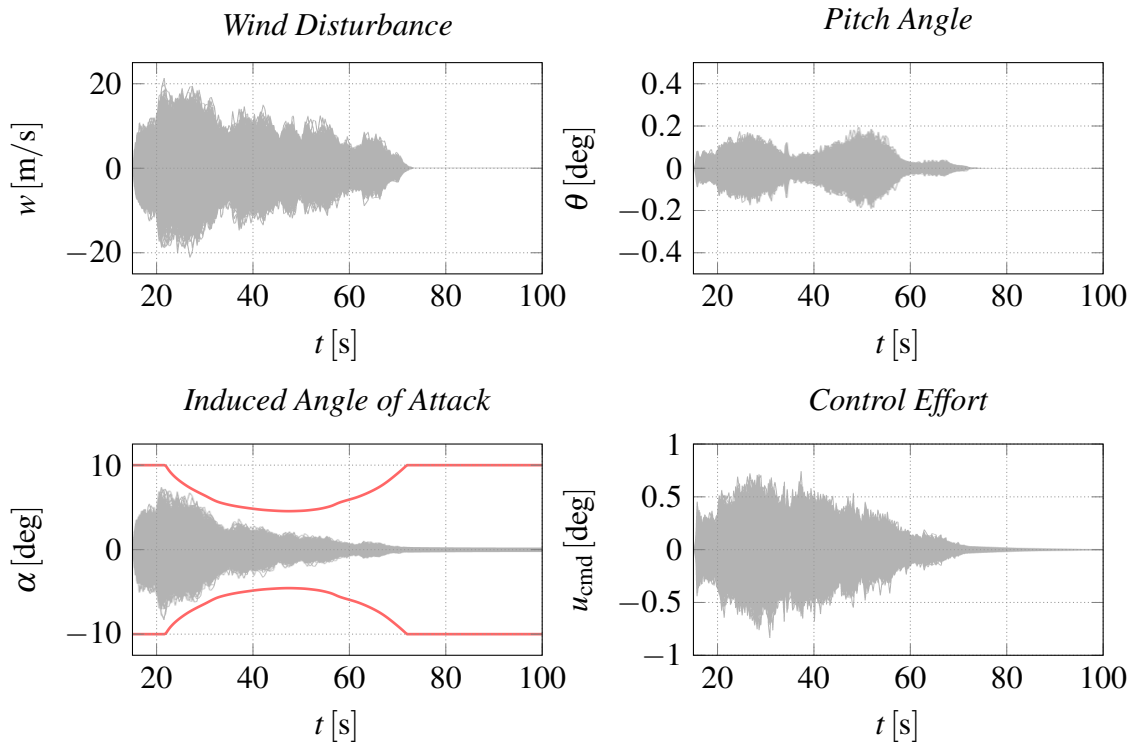 Wind Disturbance
w [m/s]
20
0
−20
20 40 60 80 100
t [s]
Pitch Angle
θ [deg]
0.4
0.2
0
−0.2
−0.4
20 40 60 80 100
t [s]
Induced Angle of Attack
α [deg]
10
0
−10
20 40 60 80 100
t [s]
Control Effort
u_cmd [deg]
1
0.5
0
−0.5
−1
20 40 60 80 100
t [s]